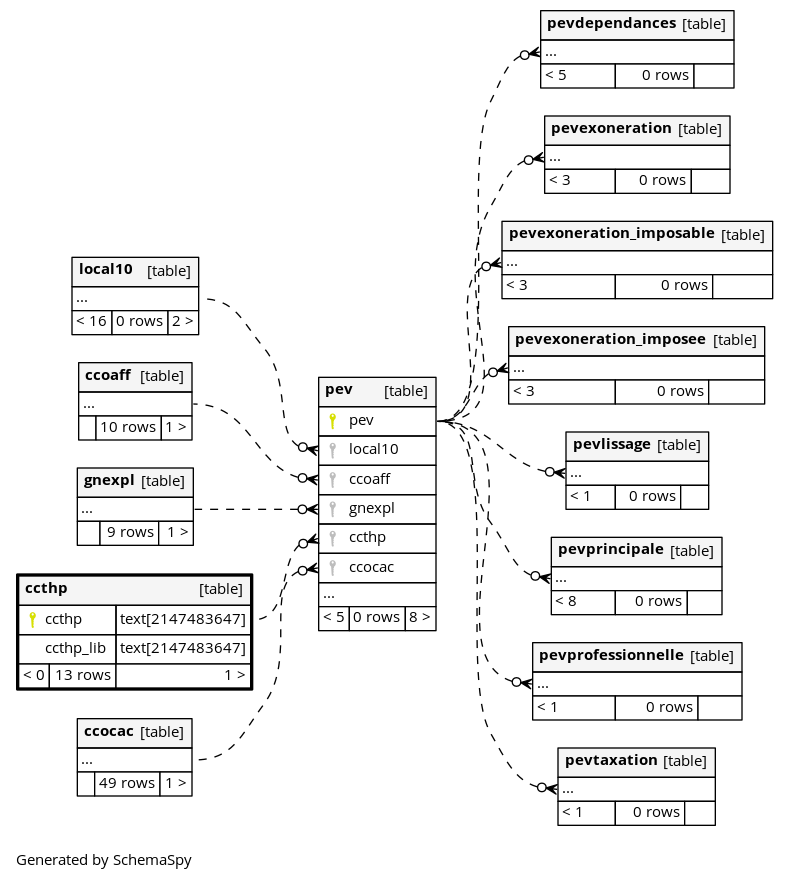 pevdependances [table]
...
< 5 0 rows
pevexoneration [table]
...
< 3 0 rows
pevexoneration_imposable [table]
...
< 3 0 rows
local10 [table]
...
< 16 0 rows 2 >
pevexoneration_imposee [table]
...
< 3 0 rows
ccoaff [table]
...
10 rows 1 >
pev [table]
pev
local10
ccoaff
gnexpl
ccthp
ccocac
...
< 5 0 rows 8 >
pevlissage [table]
...
< 1 0 rows
gnexpl [table]
...
9 rows 1 >
pevprincipale [table]
...
< 8 0 rows
ccthp [table]
ccthp text[2147483647]
ccthp_lib text[2147483647]
< 0 13 rows 1 >
pevprofessionnelle [table]
...
< 1 0 rows
ccocac [table]
...
49 rows 1 >
pevtaxation [table]
...
< 1 0 rows
Generated by SchemaSpy